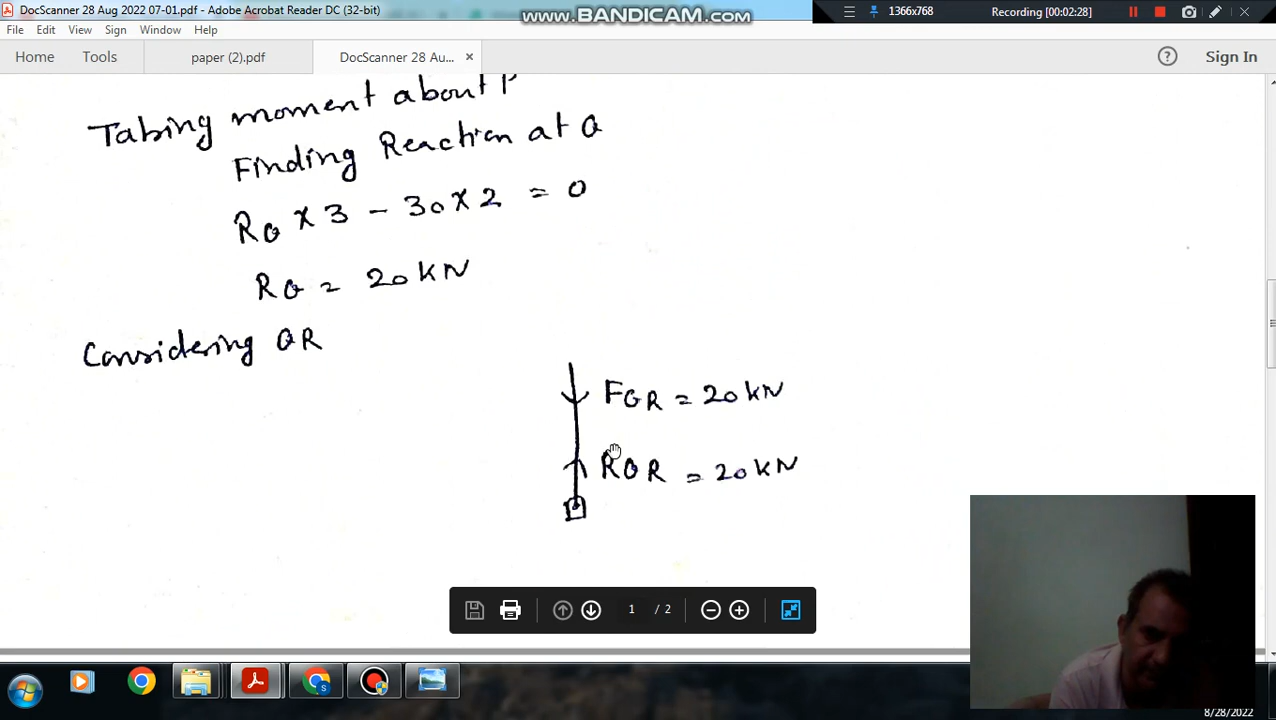 DocScanner 28 Aug 2022 07-01.pdf - Adobe Acrobat Reader DC (32-bit)
www.BANDICAM.com
1366x768
Recording [00:02:28]
File Edit View Sign Window Help
Home Tools paper (2).pdf DocScanner 28 Au... × ? Sign In
Taking moment about P
Finding Reaction at Q
RQ × 3 - 30 × 2 = 0
RQ = 20 kN
Considering QR
FQR = 20 kN
RQR = 20 kN
1 / 2
8/28/2022